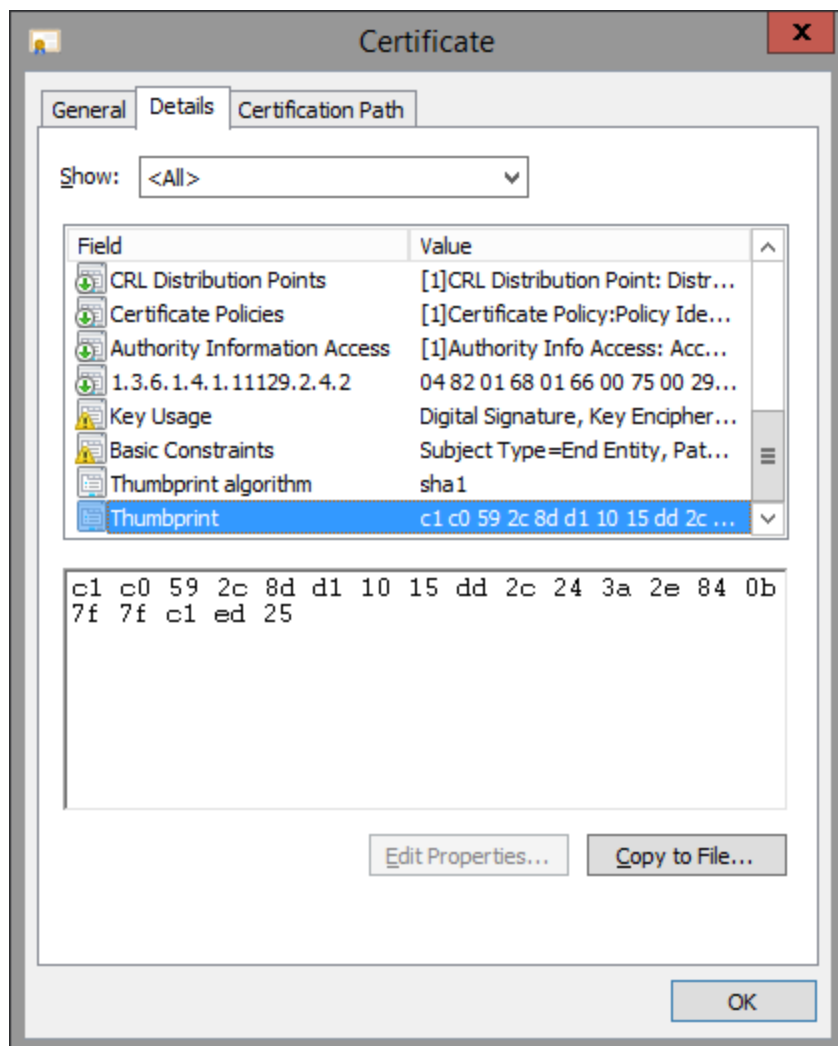 Certificate
x
General Details Certification Path
Show: <All>
Field Value
CRL Distribution Points [1]CRL Distribution Point: Distr...
Certificate Policies [1]Certificate Policy:Policy Ide...
Authority Information Access [1]Authority Info Access: Acc...
1.3.6.1.4.1.11129.2.4.2 04 82 01 68 01 66 00 75 00 29...
Key Usage Digital Signature, Key Encipher...
Basic Constraints Subject Type=End Entity, Pat...
Thumbprint algorithm sha1
Thumbprint c1 c0 59 2c 8d d1 10 15 dd 2c ...
c1 c0 59 2c 8d d1 10 15 dd 2c 24 3a 2e 84 0b
7f 7f c1 ed 25
Edit Properties... Copy to File...
OK